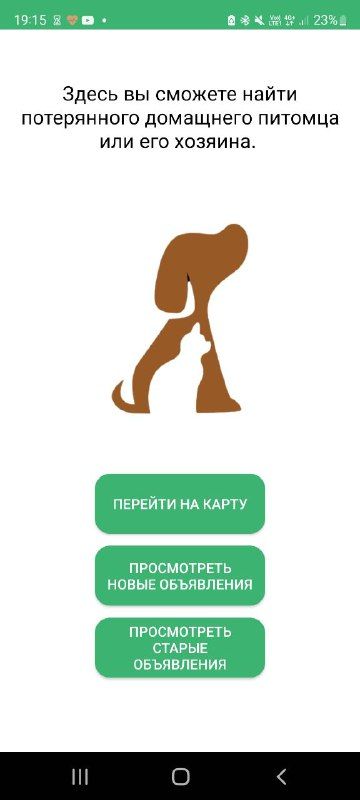 19:15
23%
Здесь вы сможете найти
потерянного домащнего питомца
или его хозяина.
ПЕРЕЙТИ НА КАРТУ
ПРОСМОТРЕТЬ
НОВЫЕ ОБЪЯВЛЕНИЯ
ПРОСМОТРЕТЬ
СТАРЫЕ
ОБЪЯВЛЕНИЯ